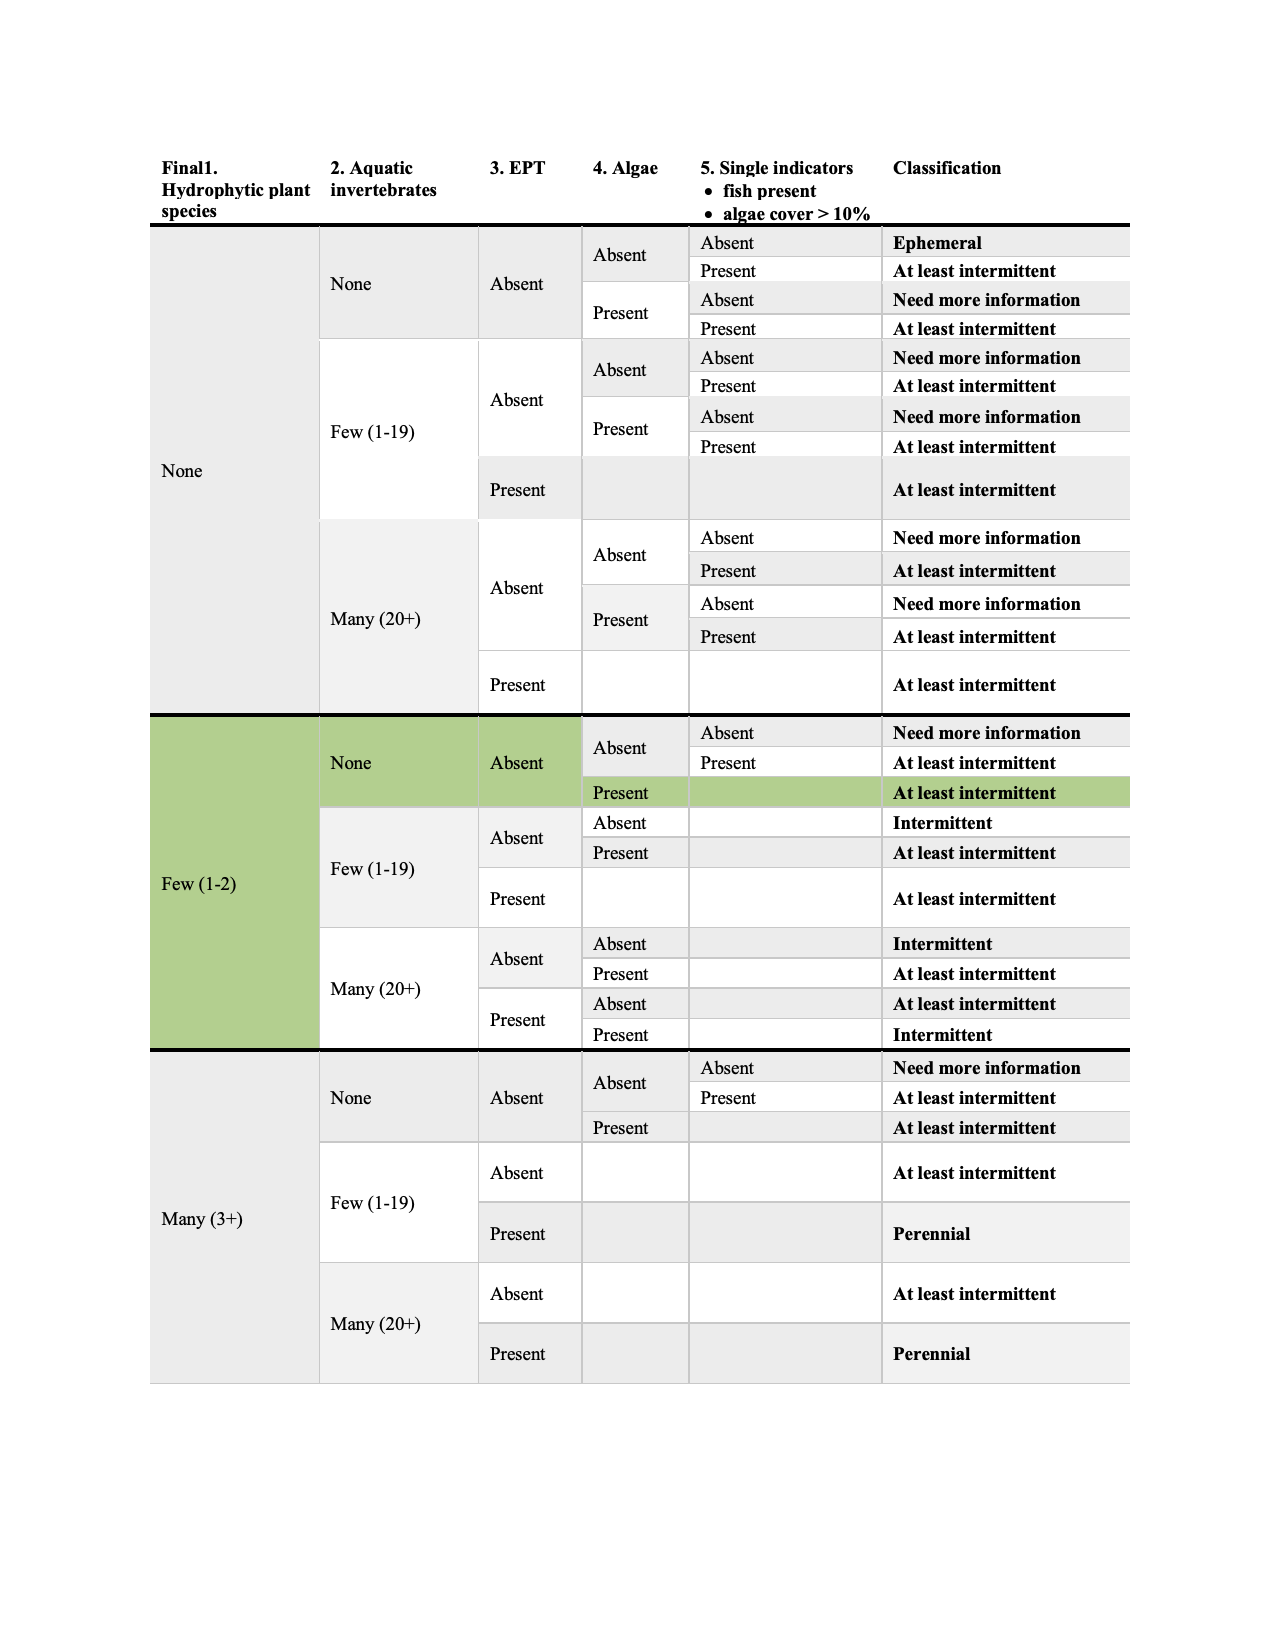 Final1. Hydrophytic plant species	2. Aquatic invertebrates	3. EPT	4. Algae	5. Single indicators • fish present • algae cover > 10%	Classification
None	None	Absent	Absent	Absent	Ephemeral
Present	At least intermittent
Present	Absent	Need more information
Present	At least intermittent
Few (1-19)	Absent	Absent	Absent	Need more information
Present	At least intermittent
Present	Absent	Need more information
Present	At least intermittent
Present	At least intermittent
Many (20+)	Absent	Absent	Absent	Need more information
Present	At least intermittent
Present	Absent	Need more information
Present	At least intermittent
Present	At least intermittent
Few (1-2)	None	Absent	Absent	Absent	Need more information
Present	At least intermittent
Present	At least intermittent
Few (1-19)	Absent	Absent	Intermittent
Present	At least intermittent
Present	At least intermittent
Many (20+)	Absent	Absent	Intermittent
Present	At least intermittent
Present	Absent	At least intermittent
Present	Intermittent
Many (3+)	None	Absent	Absent	Absent	Need more information
Present	At least intermittent
Present	At least intermittent
Few (1-19)	Absent	At least intermittent
Present	Perennial
Many (20+)	Absent	At least intermittent
Present	Perennial